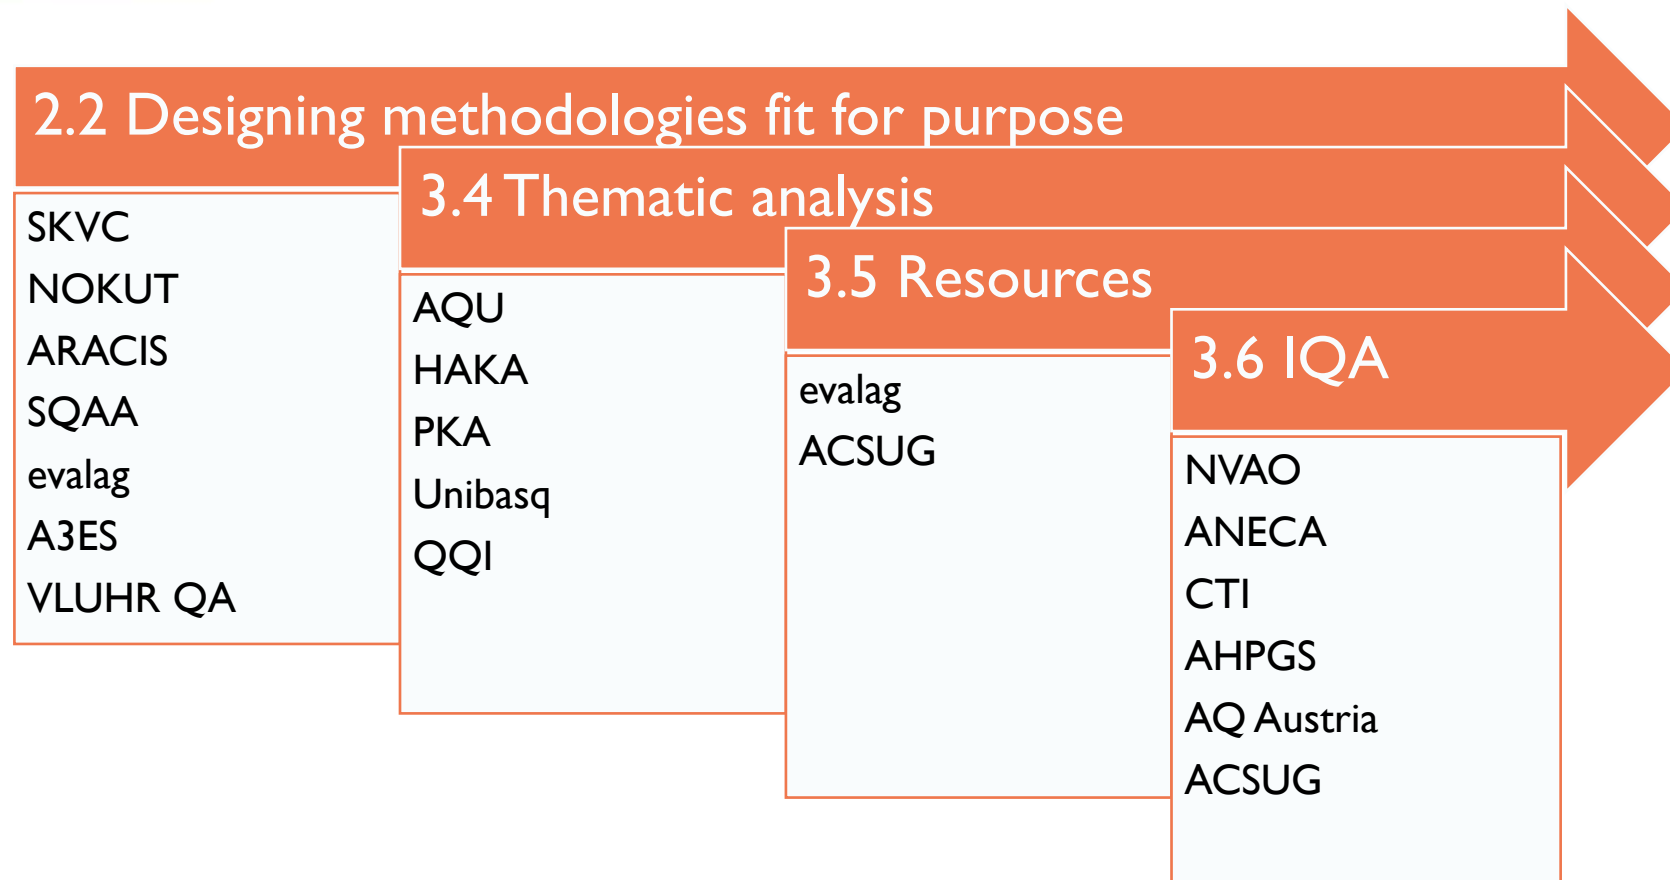 2.2 Designing methodologies fit for purpose
SKVC
NOKUT
ARACIS
SQAA
evalag
A3ES
VLUHR QA
3.4 Thematic analysis
AQU
HAKA
PKA
Unibasq
QQI
3.5 Resources
evalag
ACSUG
3.6 IQA
NVAO
ANECA
CTI
AHPGS
AQ Austria
ACSUG